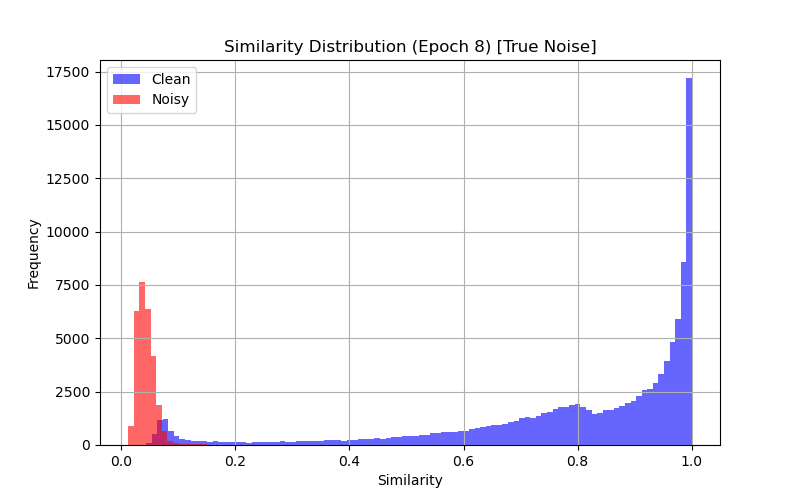 Similarity Distribution (Epoch 8) [True Noise]
Clean
Noisy
17500
15000
12500
10000
7500
5000
2500
0
Frequency
0.0 0.2 0.4 0.6 0.8 1.0
Similarity